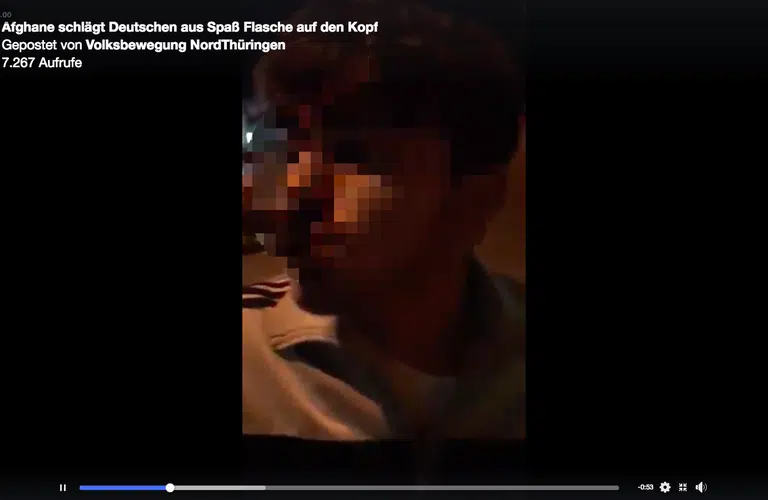 Afghane schlägt Deutschen aus Spaß Flasche auf den Kopf
Gepostet von Volksbewegung NordThüringen
7.267 Aufrufe
-0:53